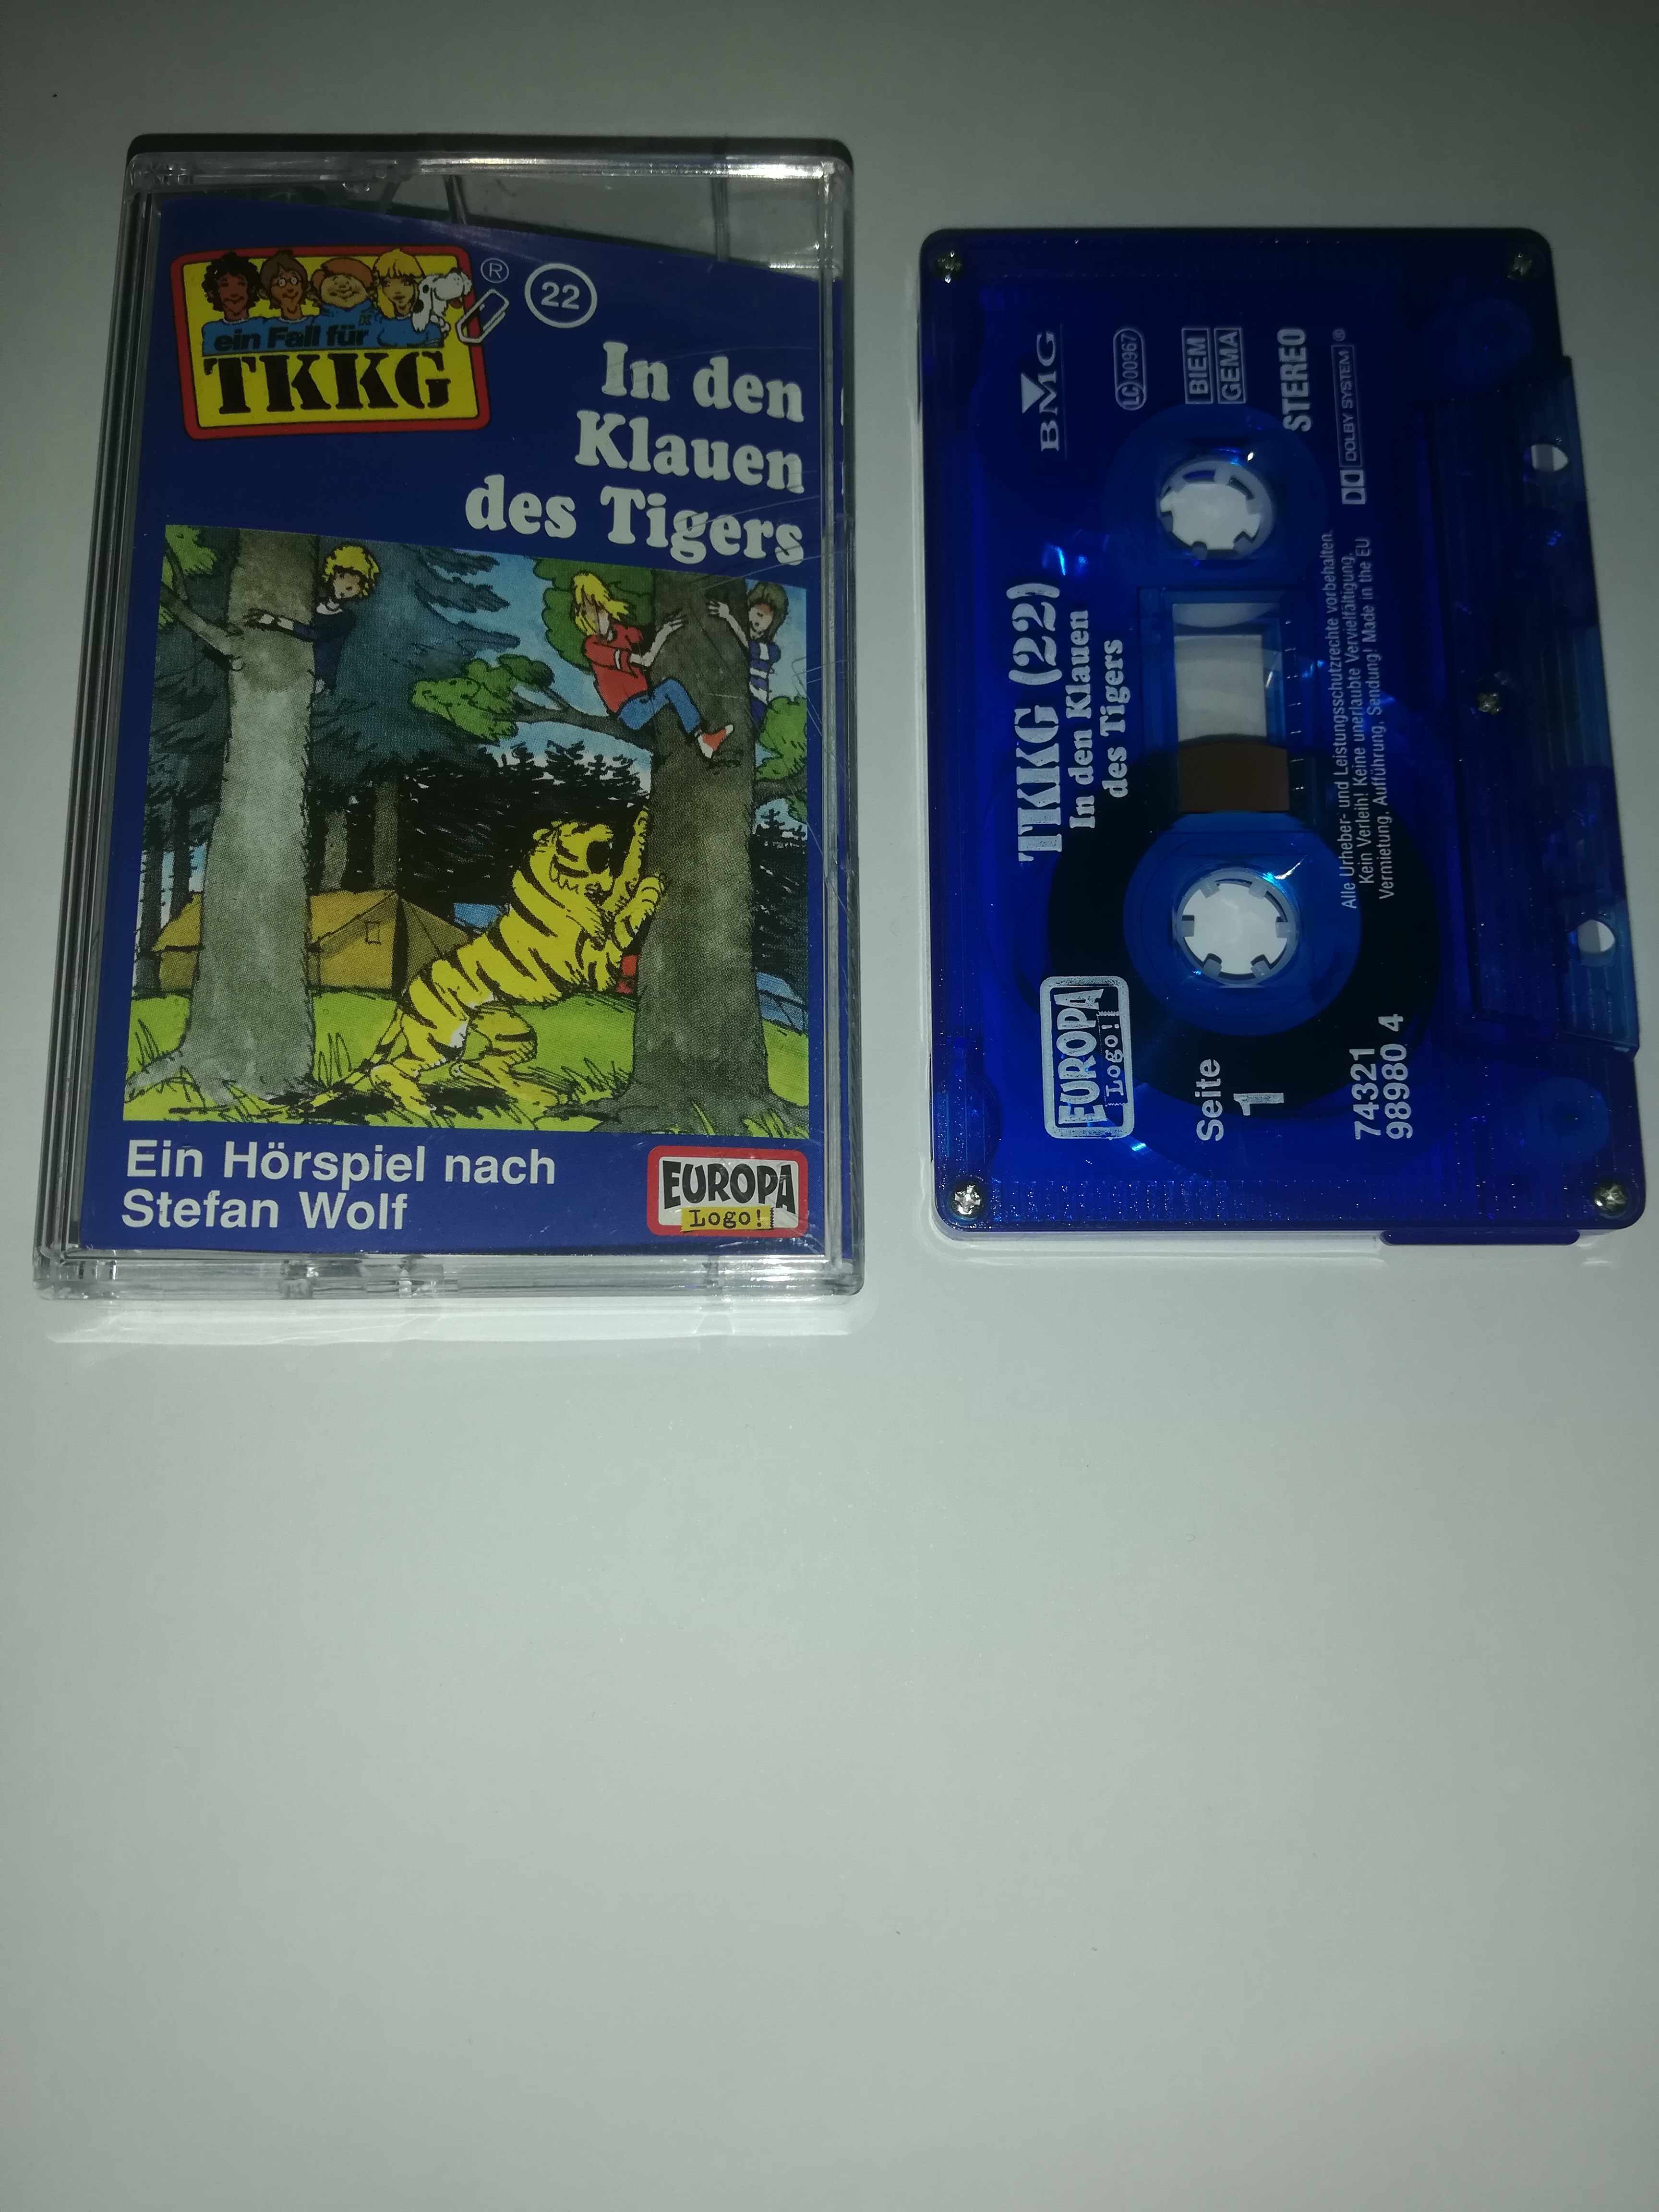 ein Fall für
TKKG
®
22
In den
Klauen
des Tigers
Ein Hörspiel nach
Stefan Wolf
EUROPA
Logo!
TKKG (22)
In den Klauen
des Tigers
EUROPA
Logo!
Seite
1
74321
98980 4
BMG
LC 00967
BIEM
GEMA
STEREO
DOLBY SYSTEM ®
Alle Urheber- und Leistungsschutzrechte vorbehalten.
Kein Verleih! Keine unerlaubte Vervielfältigung,
Vermietung, Aufführung, Sendung! Made in the EU